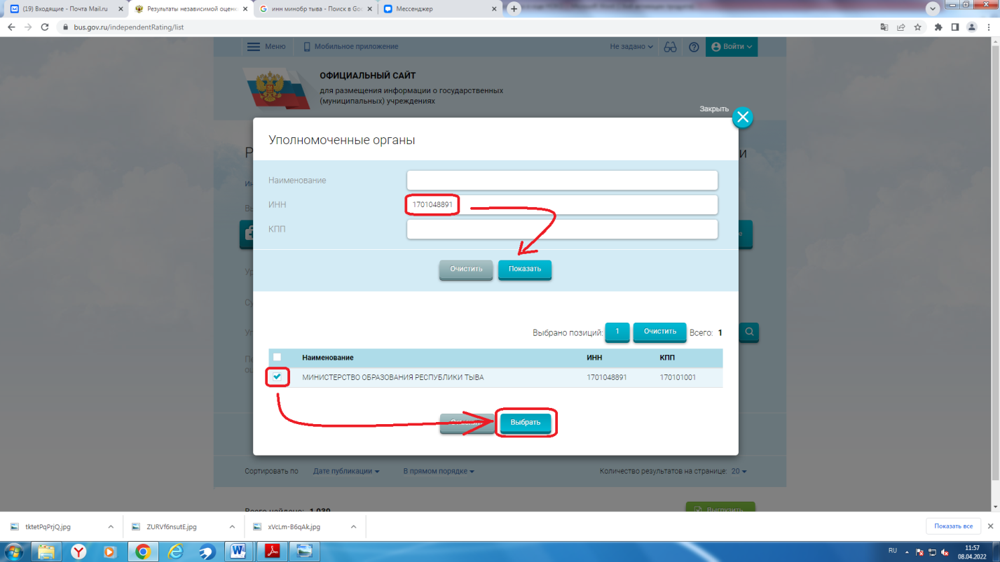 (19) Входящие - Почта Mail.ru
Результаты независимой оценк
инн минобр тыва - Поиск в Goo
Мессенджер
bus.gov.ru/independentRating/list
Меню Мобильное приложение Не задано Войти
ОФИЦИАЛЬНЫЙ САЙТ
для размещения информации о государственных
(муниципальных) учреждениях
Закрыть
Уполномоченные органы
Наименование
ИНН 1701048891
КПП
Очистить Показать
Выбрано позиций: 1 Очистить Всего: 1
Наименование ИНН КПП
МИНИСТЕРСТВО ОБРАЗОВАНИЯ РЕСПУБЛИКИ ТЫВА 1701048891 170101001
Выбрать
Сортировать по Дате публикации В прямом порядке Количество результатов на странице: 20
Всего найдено: 1 039
Выгрузить
tktetPqPrjQ.jpg ZURVf6nsutE.jpg xVcLm-B6qAk.jpg Показать все
RU 11:57
08.04.2022